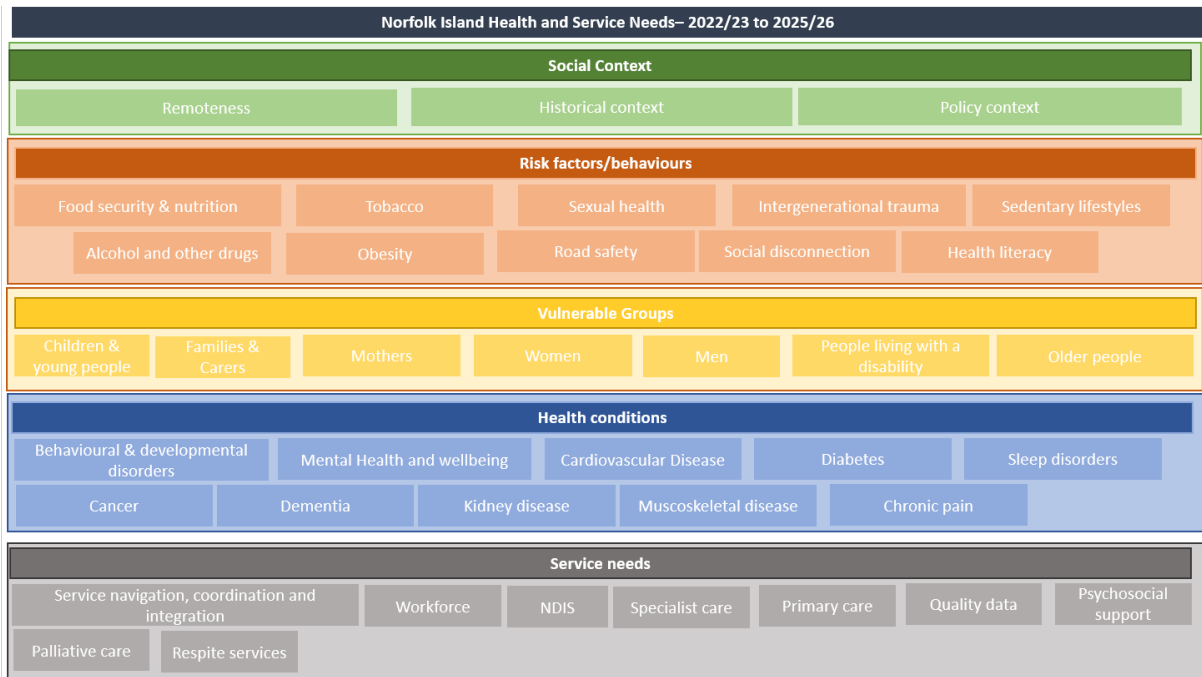 Norfolk Island Health and Service Needs– 2022/23 to 2025/26
Social Context
Remoteness
Historical context
Policy context
Risk factors/behaviours
Food security & nutrition
Tobacco
Sexual health
Intergenerational trauma
Sedentary lifestyles
Alcohol and other drugs
Obesity
Road safety
Social disconnection
Health literacy
Vulnerable Groups
Children &
young people
Families &
Carers
Mothers
Women
Men
People living with a
disability
Older people
Health conditions
Behavioural & developmental
disorders
Mental Health and wellbeing
Cardiovascular Disease
Diabetes
Sleep disorders
Cancer
Dementia
Kidney disease
Muscoskeletal disease
Chronic pain
Service needs
Service navigation, coordination and
integration
Workforce
NDIS
Specialist care
Primary care
Quality data
Psychosocial
support
Palliative care
Respite services